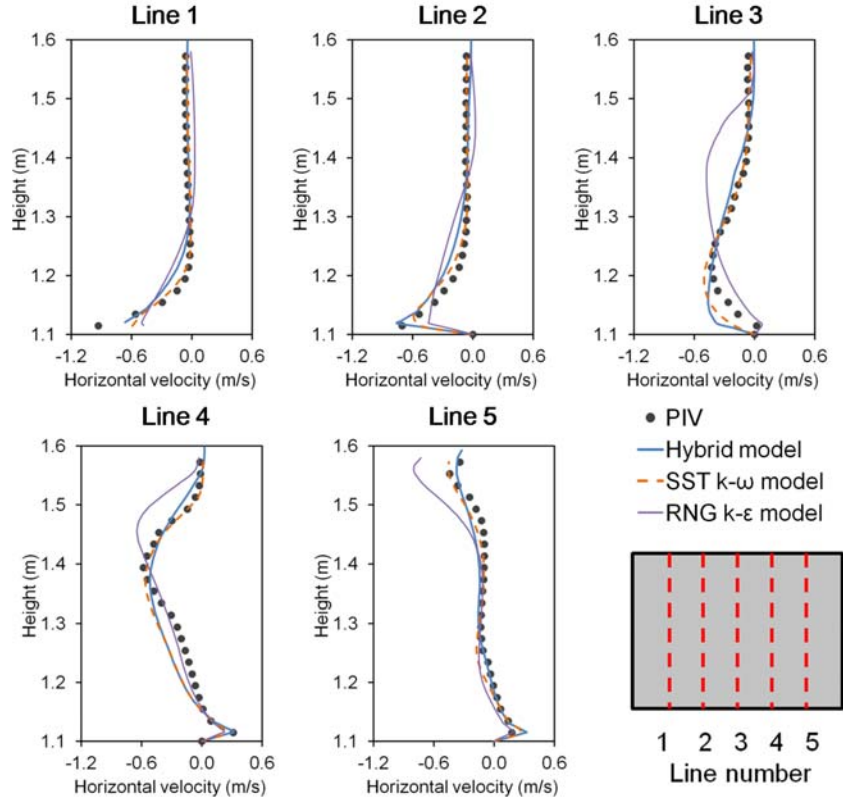 Line 1
Line 2
Line 3
1.6
1.5
1.4
1.3
1.2
1.1
Height (m)
-1.2 -0.6 0.0 0.6
Horizontal velocity (m/s)
1.6
1.5
1.4
1.3
1.2
1.1
Height (m)
-1.2 -0.6 0.0 0.6
Horizontal velocity (m/s)
1.6
1.5
1.4
1.3
1.2
1.1
Height (m)
-1.2 -0.6 0.0 0.6
Horizontal velocity (m/s)
Line 4
Line 5
1.6
1.5
1.4
1.3
1.2
1.1
Height (m)
-1.2 -0.6 0.0 0.6
Horizontal velocity (m/s)
1.6
1.5
1.4
1.3
1.2
1.1
Height (m)
-1.2 -0.6 0.0 0.6
Horizontal velocity (m/s)
PIV
Hybrid model
SST k-ω model
RNG k-ε model
1 2 3 4 5
Line number